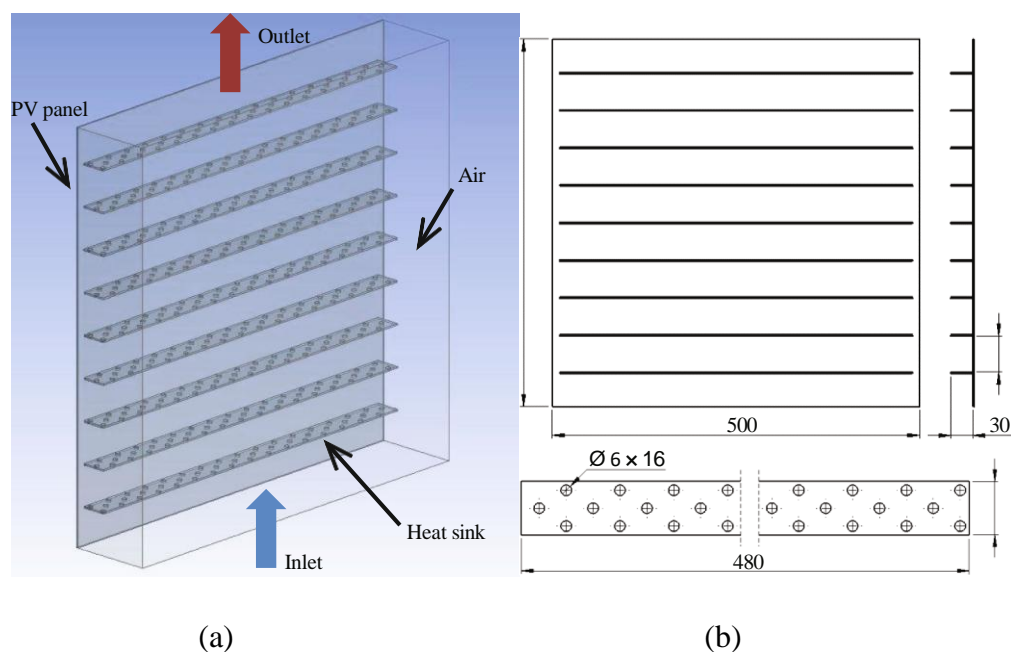 Outlet
PV panel
Air
Heat sink
Inlet
(a)
500
30
Ø 6 × 16
480
(b)